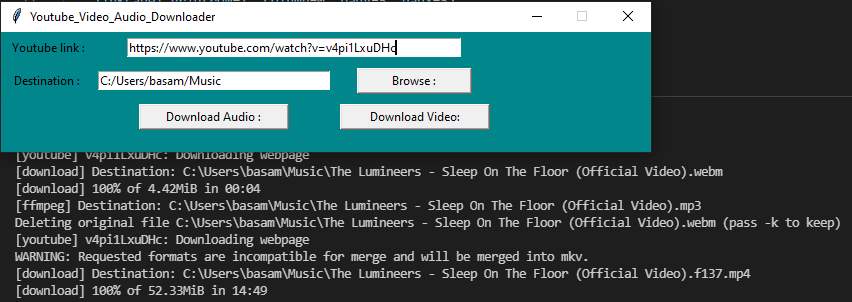 Youtube_Video_Audio_Downloader
Youtube link :
https://www.youtube.com/watch?v=v4pi1LxuDHc
Destination :
C:/Users/basam/Music
Browse :
Download Audio :
Download Video:
[youtube] v4pi1LxuDHc: Downloading webpage
[download] Destination: C:\Users\basam\Music\The Lumineers - Sleep On The Floor (Official Video).webm
[download] 100% of 4.42MiB in 00:04
[ffmpeg] Destination: C:\Users\basam\Music\The Lumineers - Sleep On The Floor (Official Video).mp3
Deleting original file C:\Users\basam\Music\The Lumineers - Sleep On The Floor (Official Video).webm (pass -k to keep)
[youtube] v4pi1LxuDHc: Downloading webpage
WARNING: Requested formats are incompatible for merge and will be merged into mkv.
[download] Destination: C:\Users\basam\Music\The Lumineers - Sleep On The Floor (Official Video).f137.mp4
[download] 100% of 52.33MiB in 14:49